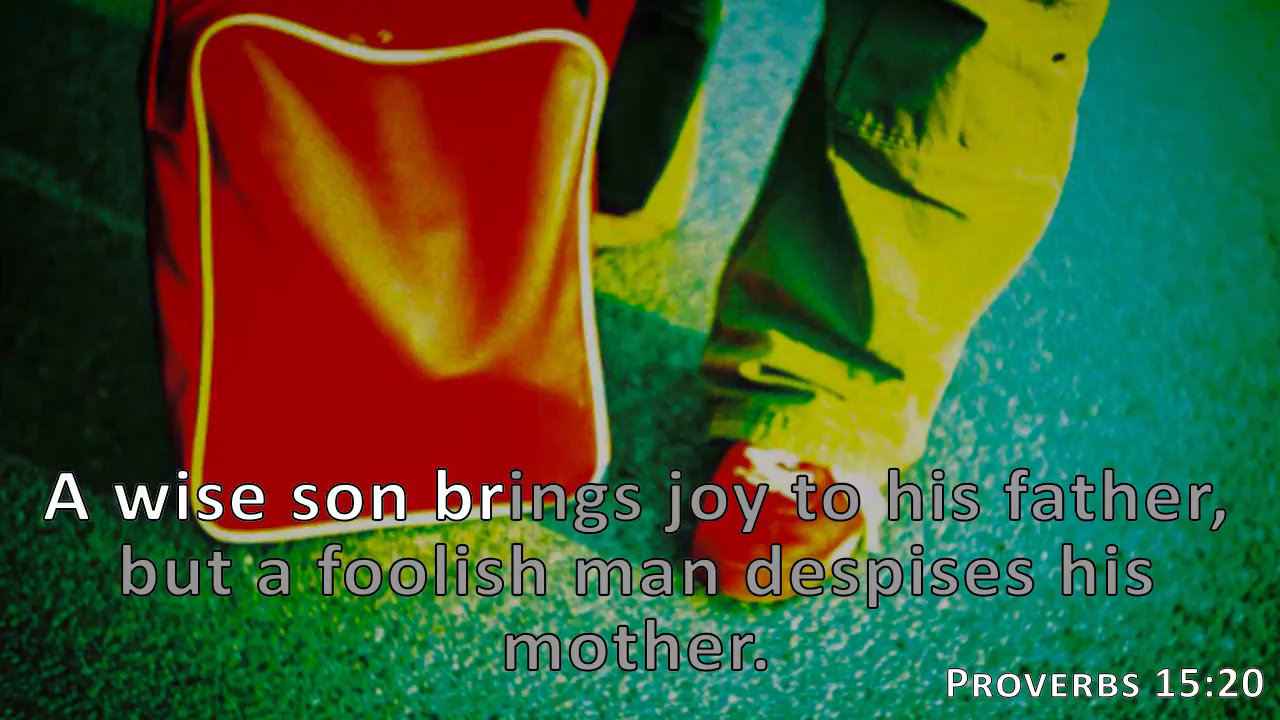 A wise son brings joy to his father,
but a foolish man despises his
mother.
Proverbs 15:20